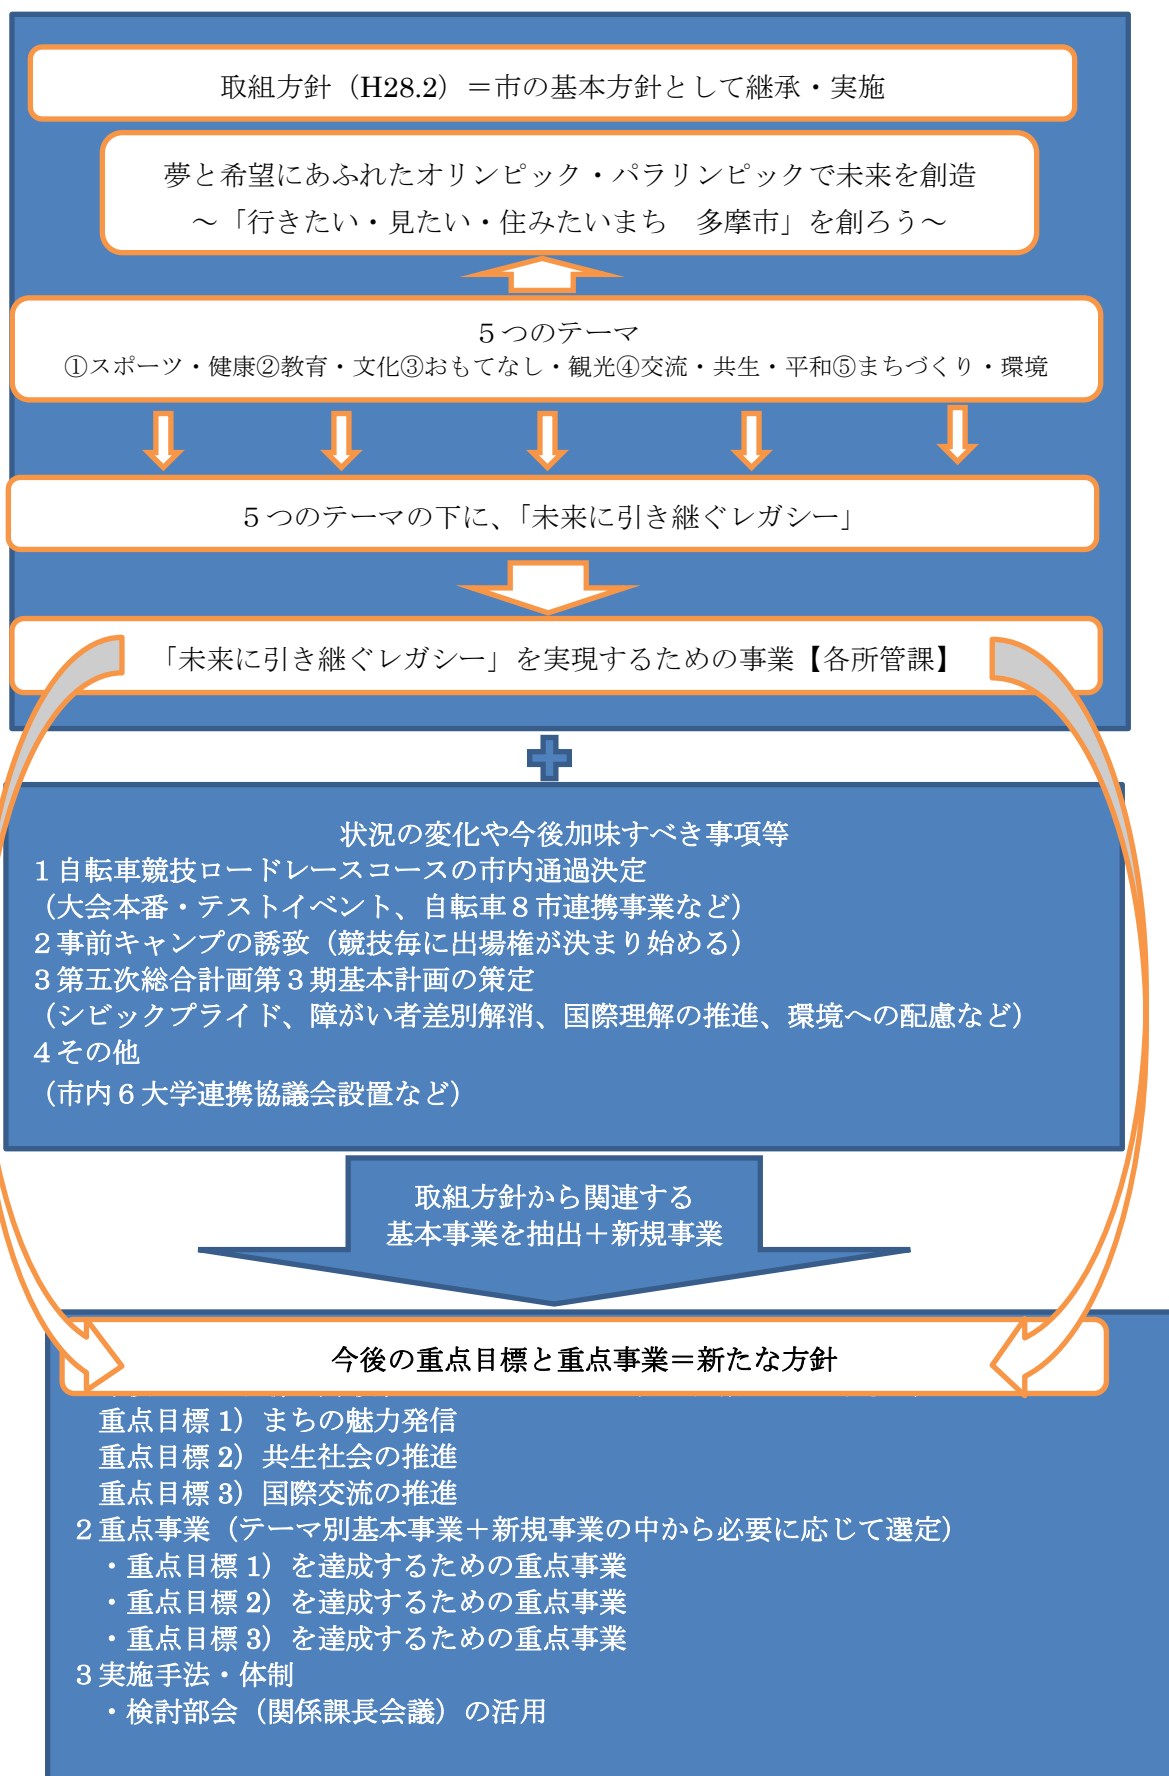 取組方針（H28.2）＝市の基本方針として継承・実施
夢と希望にあふれたオリンピック・パラリンピックで未来を創造
～「行きたい・見たい・住みたいまち　多摩市」を創ろう～
５つのテーマ
①スポーツ・健康②教育・文化③おもてなし・観光④交流・共生・平和⑤まちづくり・環境
５つのテーマの下に、「未来に引き継ぐレガシー」
「未来に引き継ぐレガシー」を実現するための事業【各所管課】
状況の変化や今後加味すべき事項等
１自転車競技ロードレースコースの市内通過決定
（大会本番・テストイベント、自転車８市連携事業など）
２事前キャンプの誘致（競技毎に出場権が決まり始める）
３第五次総合計画第３期基本計画の策定
（シビックプライド、障がい者差別解消、国際理解の推進、環境への配慮など）
４その他
（市内６大学連携協議会設置など）
取組方針から関連する
基本事業を抽出＋新規事業
今後の重点目標と重点事業＝新たな方針
重点目標 1）まちの魅力発信
重点目標 2）共生社会の推進
重点目標 3）国際交流の推進
２重点事業（テーマ別基本事業＋新規事業の中から必要に応じて選定）
・重点目標 1）を達成するための重点事業
・重点目標 2）を達成するための重点事業
・重点目標 3）を達成するための重点事業
３実施手法・体制
・検討部会（関係課長会議）の活用